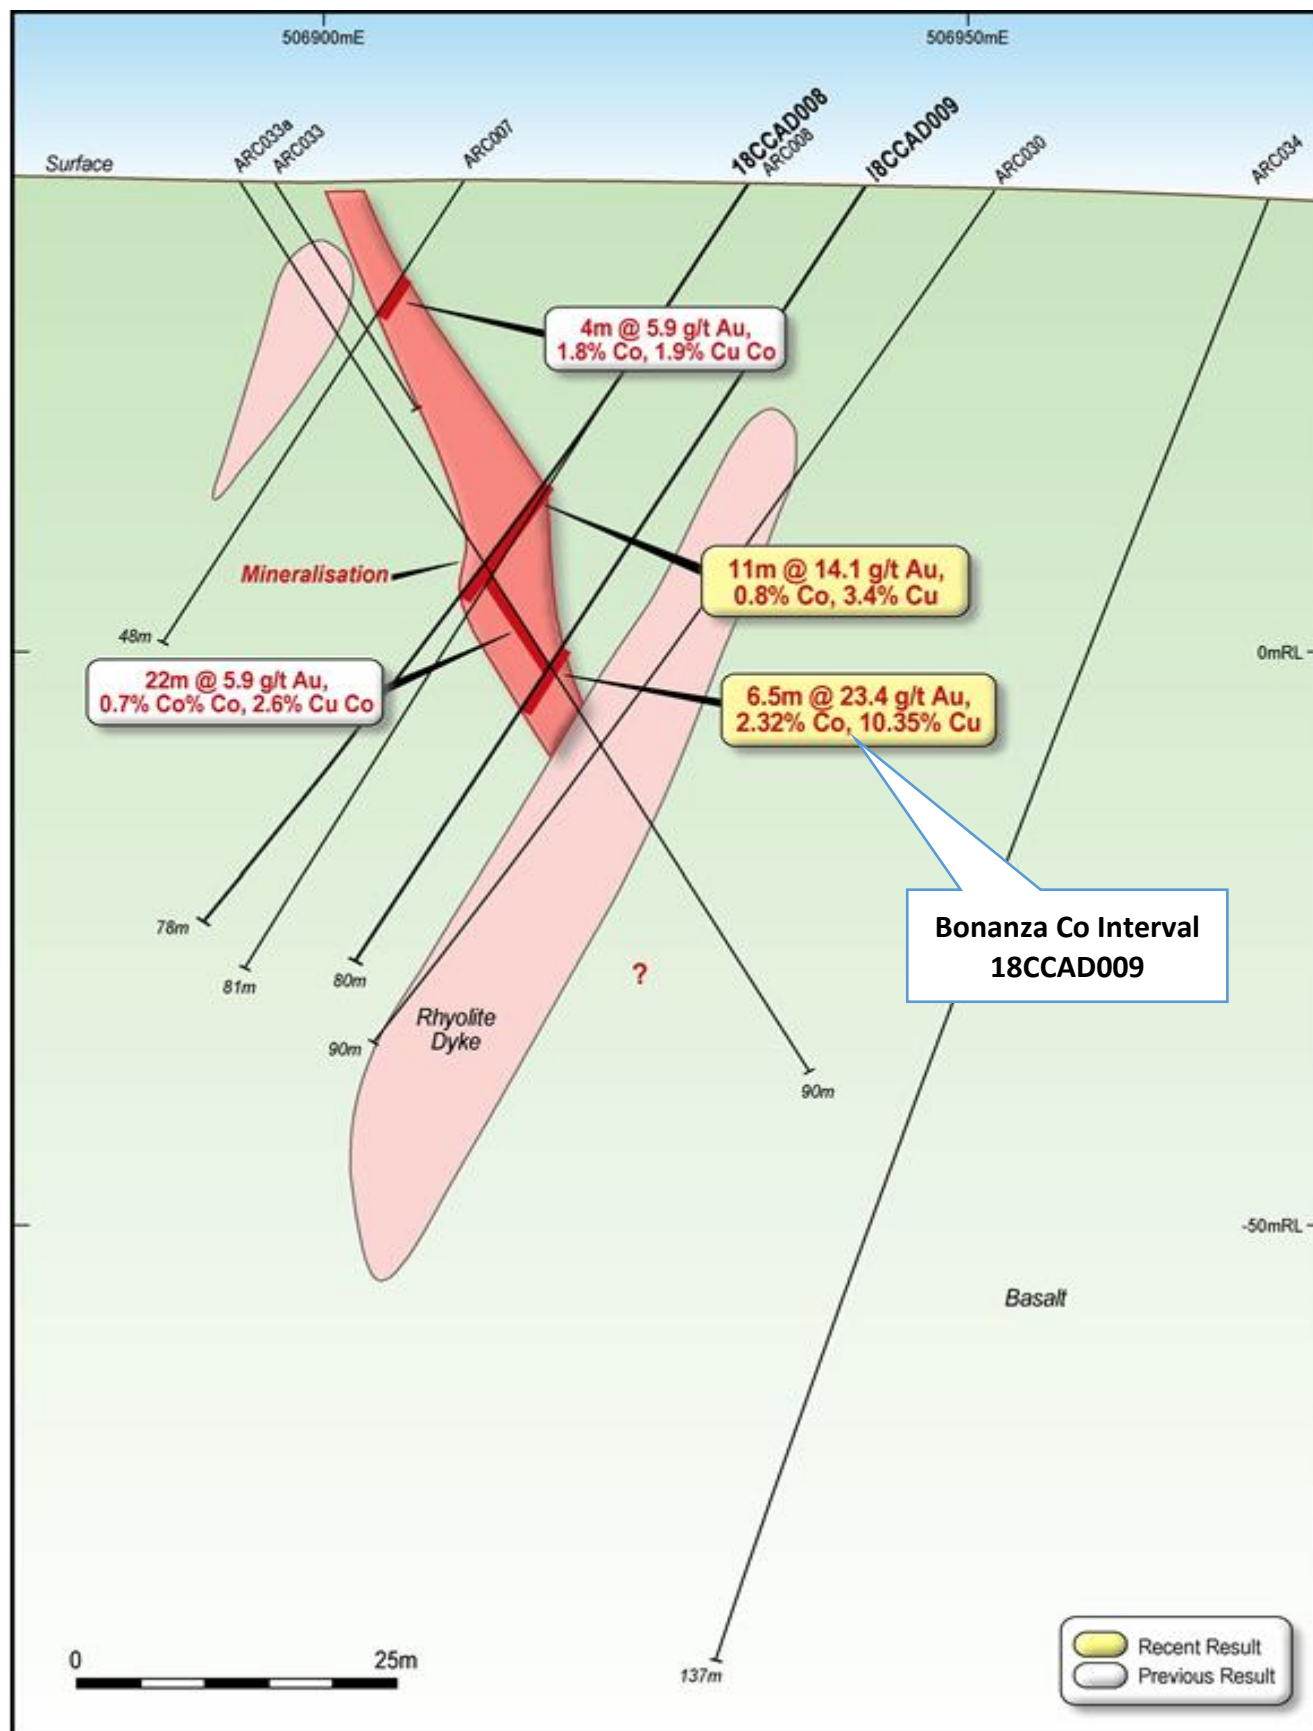 506900mE
506950mE
Surface
ARC033a
ARC033
ARC007
18CCAD008
ARC008
!8CCAD009
ARC030
ARC034
4m @ 5.9 g/t Au,
1.8% Co, 1.9% Cu Co
Mineralisation
11m @ 14.1 g/t Au,
0.8% Co, 3.4% Cu
48m
0mRL
22m @ 5.9 g/t Au,
0.7% Co% Co, 2.6% Cu Co
6.5m @ 23.4 g/t Au,
2.32% Co, 10.35% Cu
Bonanza Co Interval
18CCAD009
78m
81m
80m
?
Rhyolite
Dyke
90m
90m
-50mRL
Basalt
0
25m
137m
Recent Result
Previous Result